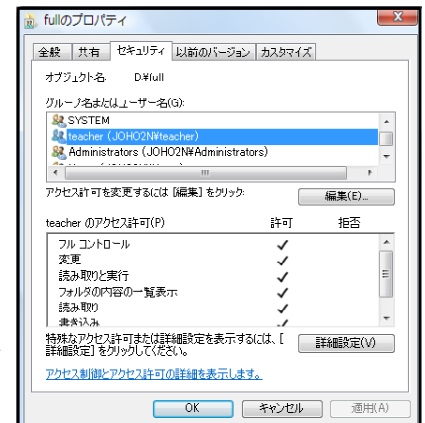 fullのプロパティ
全般 共有 セキュリティ 以前のバージョン カスタマイズ
オブジェクト名: D:¥full
グループ名またはユーザー名(G):
SYSTEM
teacher (JOHO2N¥teacher)
Administrators (JOHO2N¥Administrators)
アクセス許可を変更するには [編集] をクリック:
編集(E)...
teacher のアクセス許可(P) 許可 拒否
フル コントロール
変更
読み取りと実行
フォルダの内容の一覧表示
読み取り
書き込み
特殊なアクセス許可または詳細設定を表示するには、[
詳細設定] をクリックしてください。
詳細設定(V)
アクセス制御とアクセス許可の詳細を表示します。
OK キャンセル 適用(A)